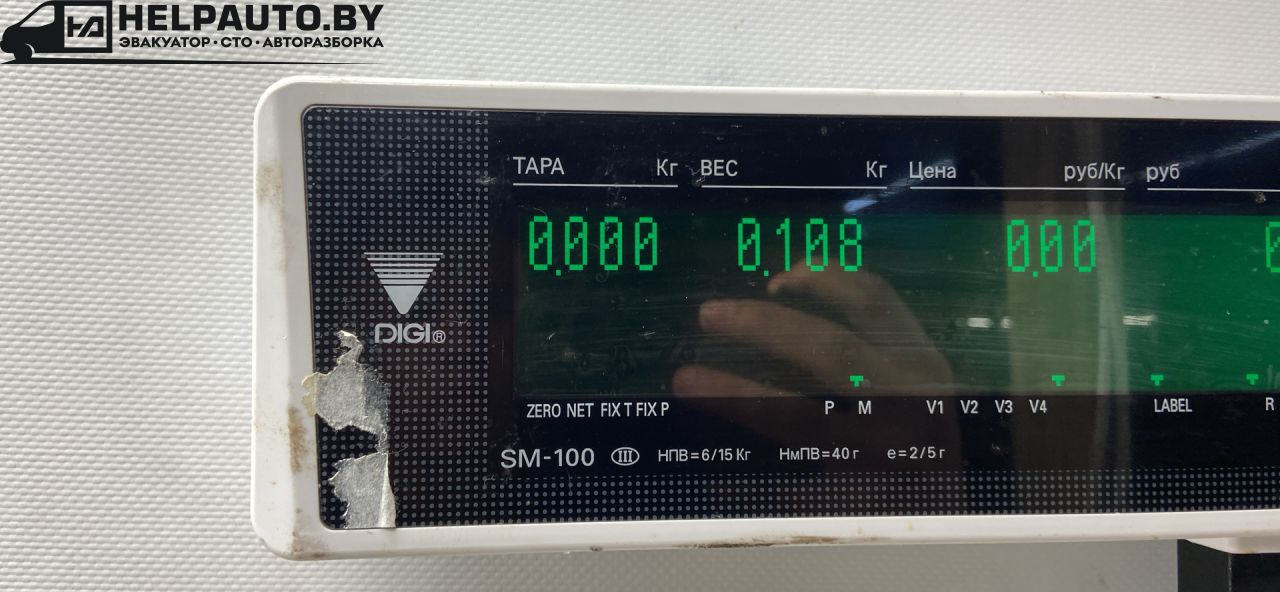 HELPAUTO.BY
ЭВАКУАТОР·СТО·АВТОРАЗБОРКА
ТАРА Кг ВЕС Кг Цена руб/Кг руб
0.000 0.108 0.00
DIGI®
ZERO NET FIX T FIX P P M V1 V2 V3 V4 LABEL R
SM-100 III НПВ=6/15 Кг НмПВ=40 г е=2/5 г